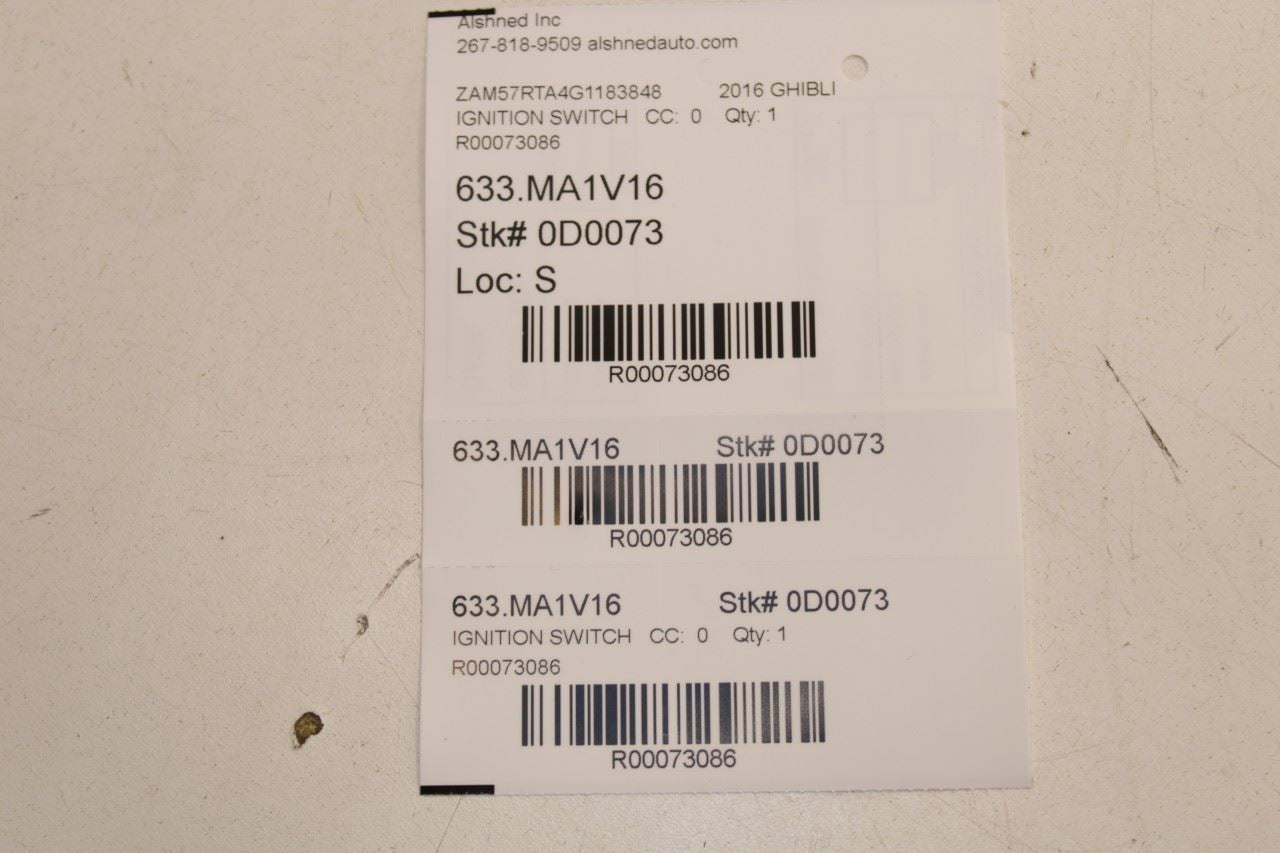 Alshned Inc
267-818-9509 alshnedauto.com
ZAM57RTA4G1183848 2016 GHIBLI
IGNITION SWITCH CC: 0 Qty: 1
R00073086
633.MA1V16
Stk# 0D0073
Loc: S
R00073086
633.MA1V16 Stk# 0D0073
R00073086
633.MA1V16 Stk# 0D0073
IGNITION SWITCH CC: 0 Qty: 1
R00073086
R00073086